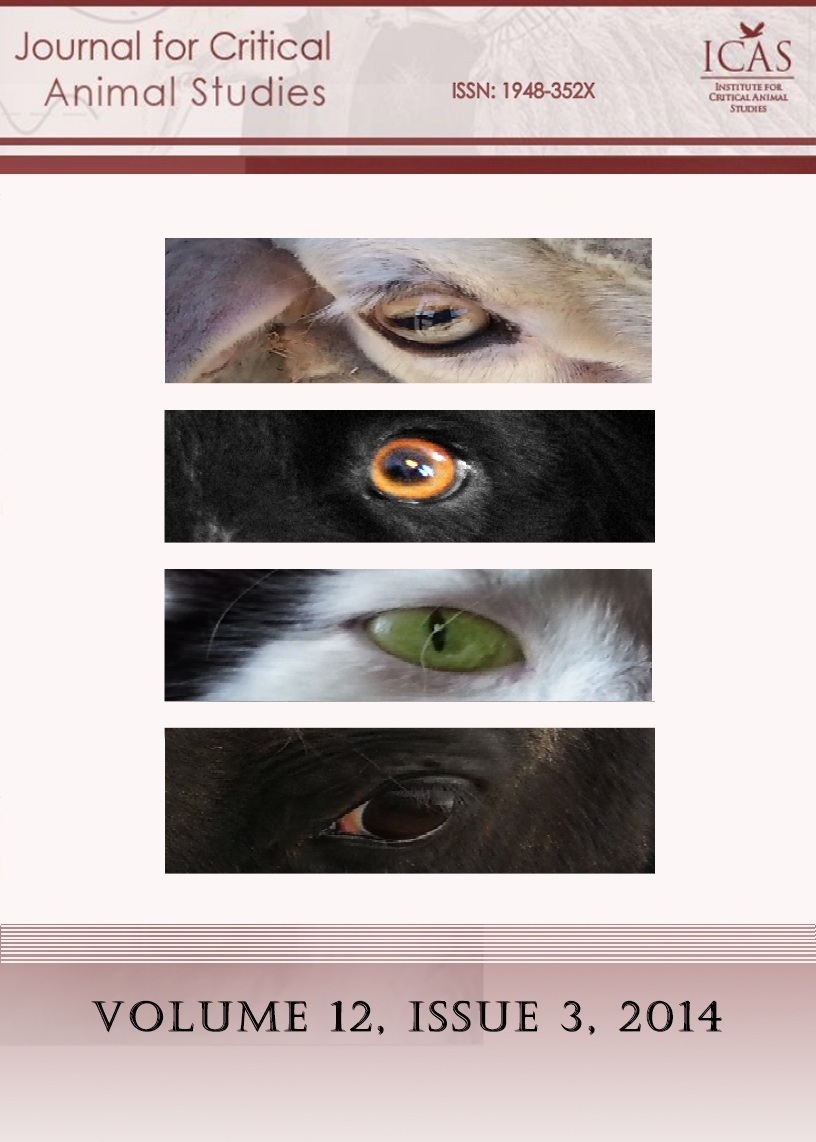 Journal for Critical
Animal Studies
ISSN: 1948-352X
ICAS
INSTITUTE FOR
CRITICAL ANIMAL
STUDIES
VOLUME 12, ISSUE 3, 2014